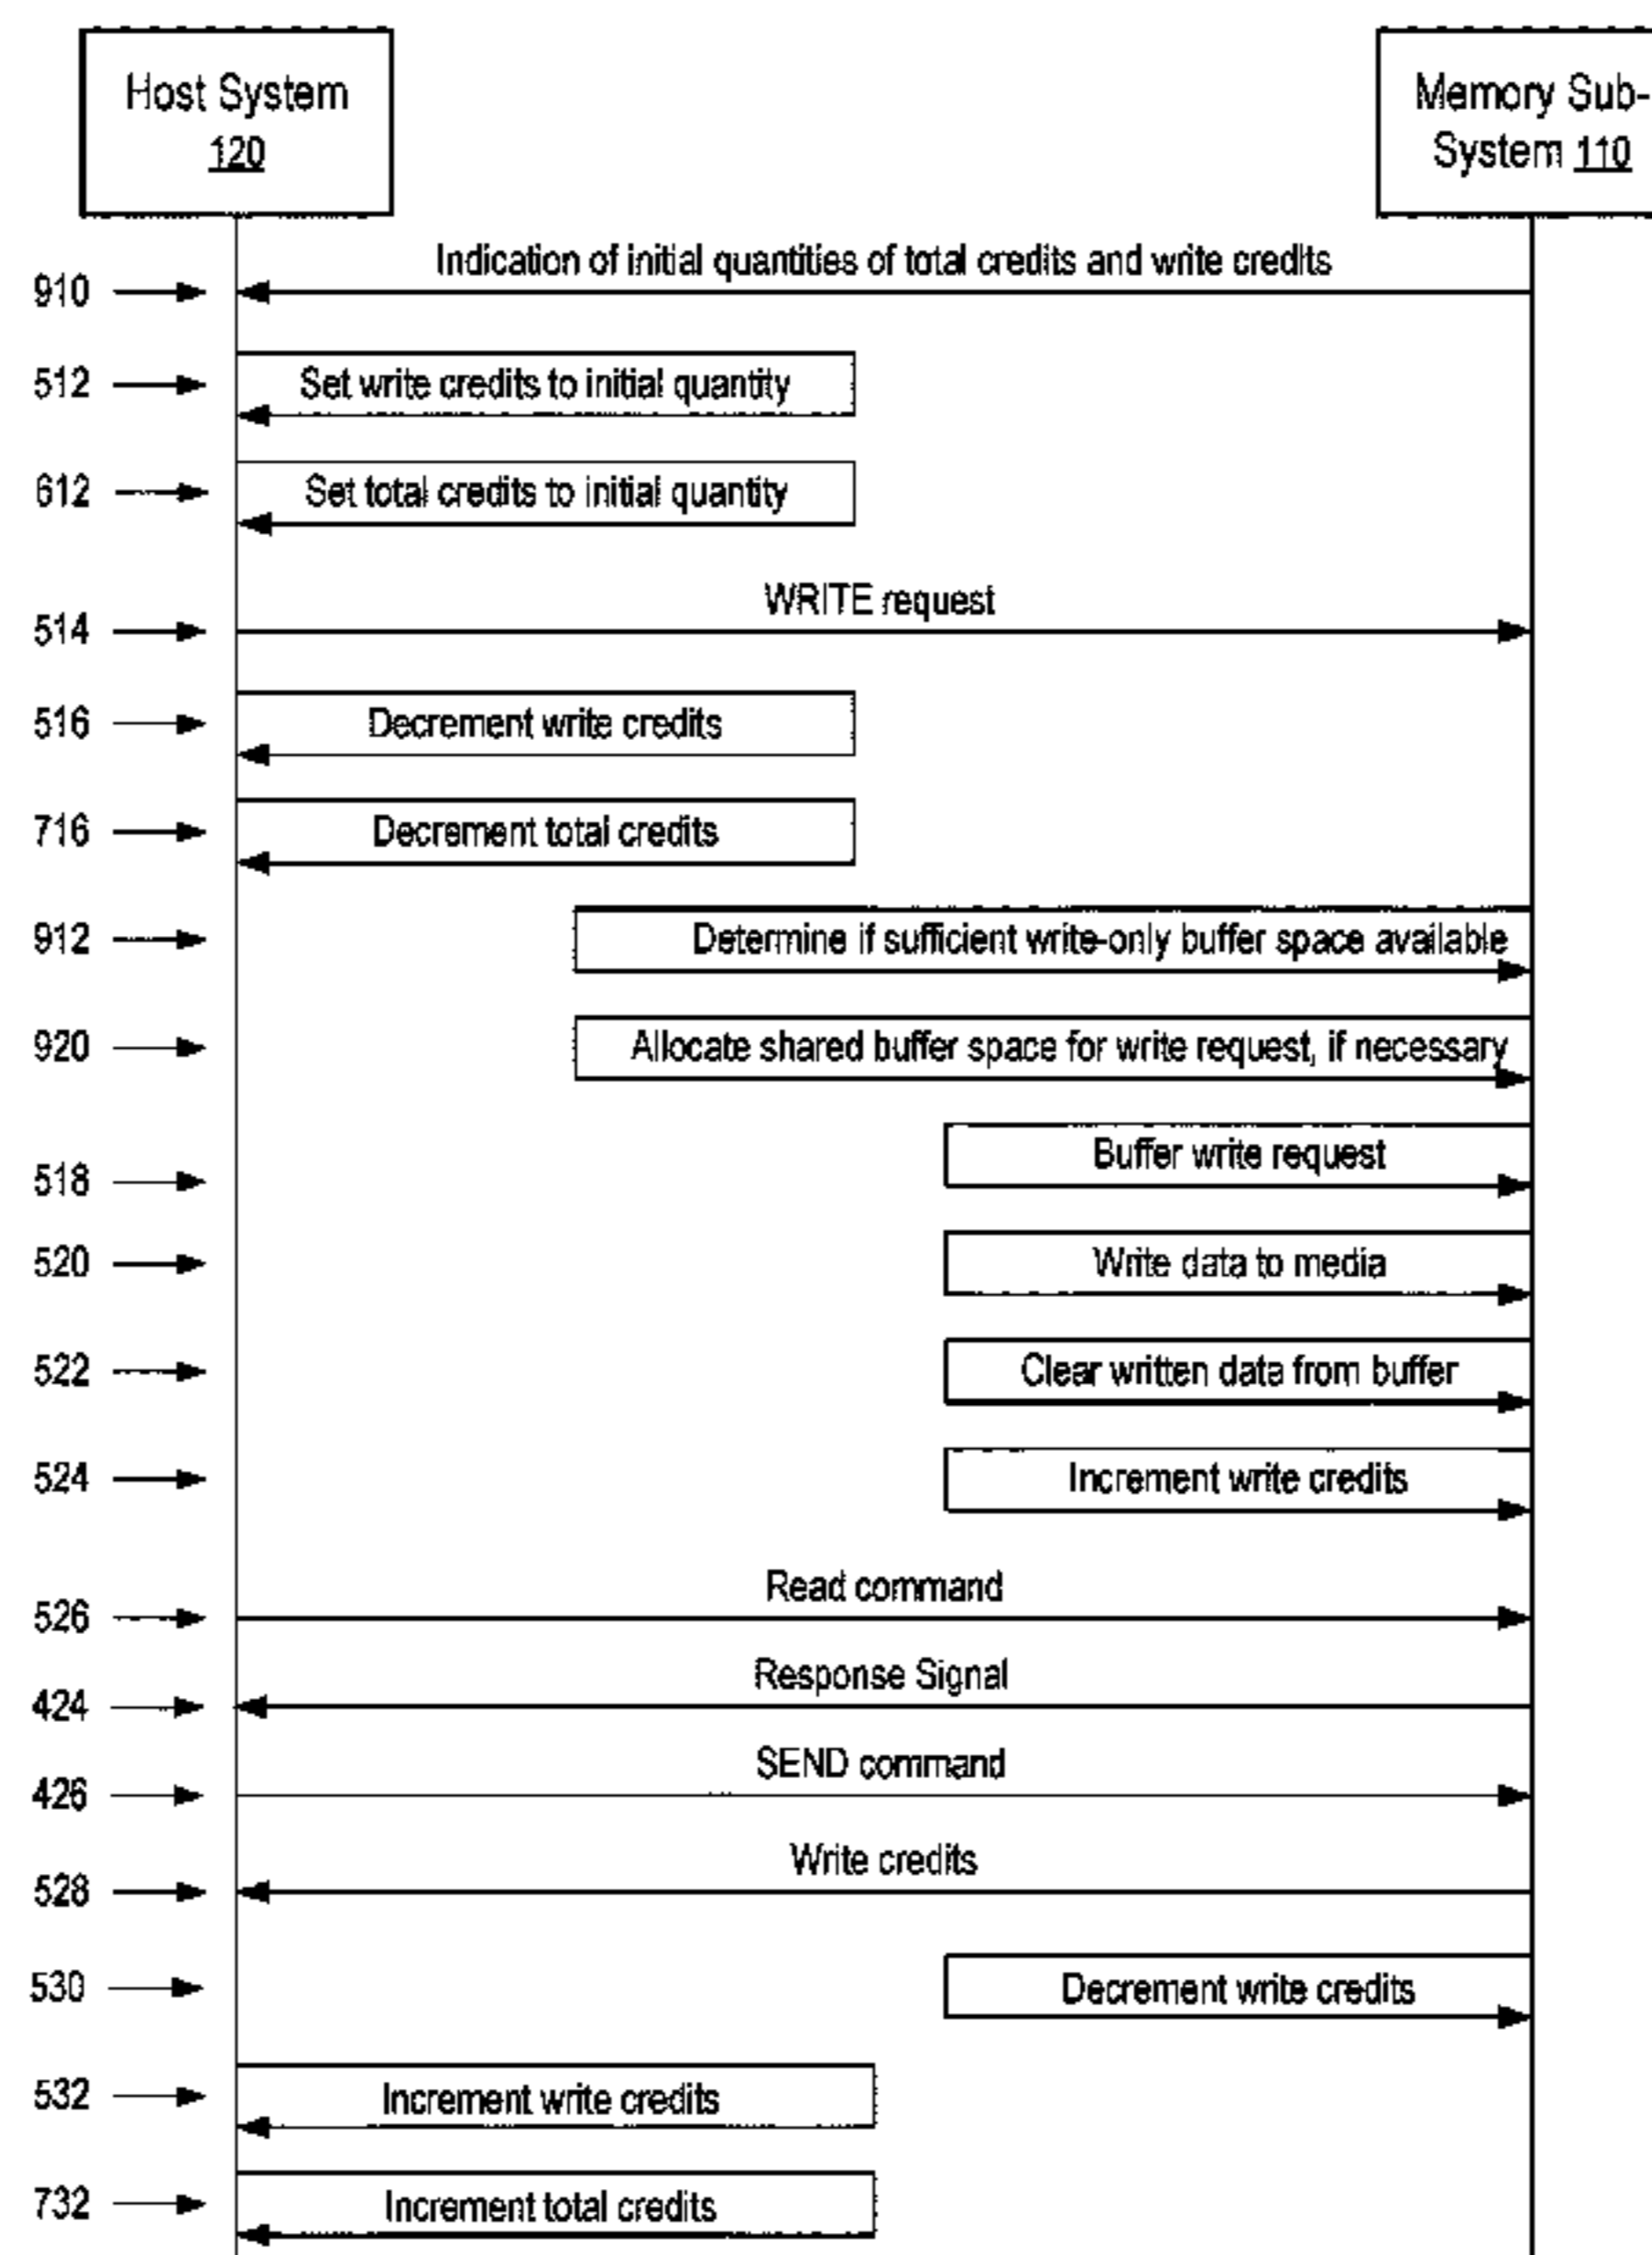 Host System
120
Memory Sub-
System 110
Indication of initial quantities of total credits and write credits
910
512
Set write credits to initial quantity
612
Set total credits to initial quantity
WRITE request
514
516
Decrement write credits
716
Decrement total credits
912
Determine if sufficient write-only buffer space available
920
Allocate shared buffer space for write request, if necessary
Buffer write request
518
520
Write data to media
522
Clear written data from buffer
524
Increment write credits
Read command
526
Response Signal
424
SEND command
426
Write credits
528
530
Decrement write credits
532
Increment write credits
732
Increment total credits